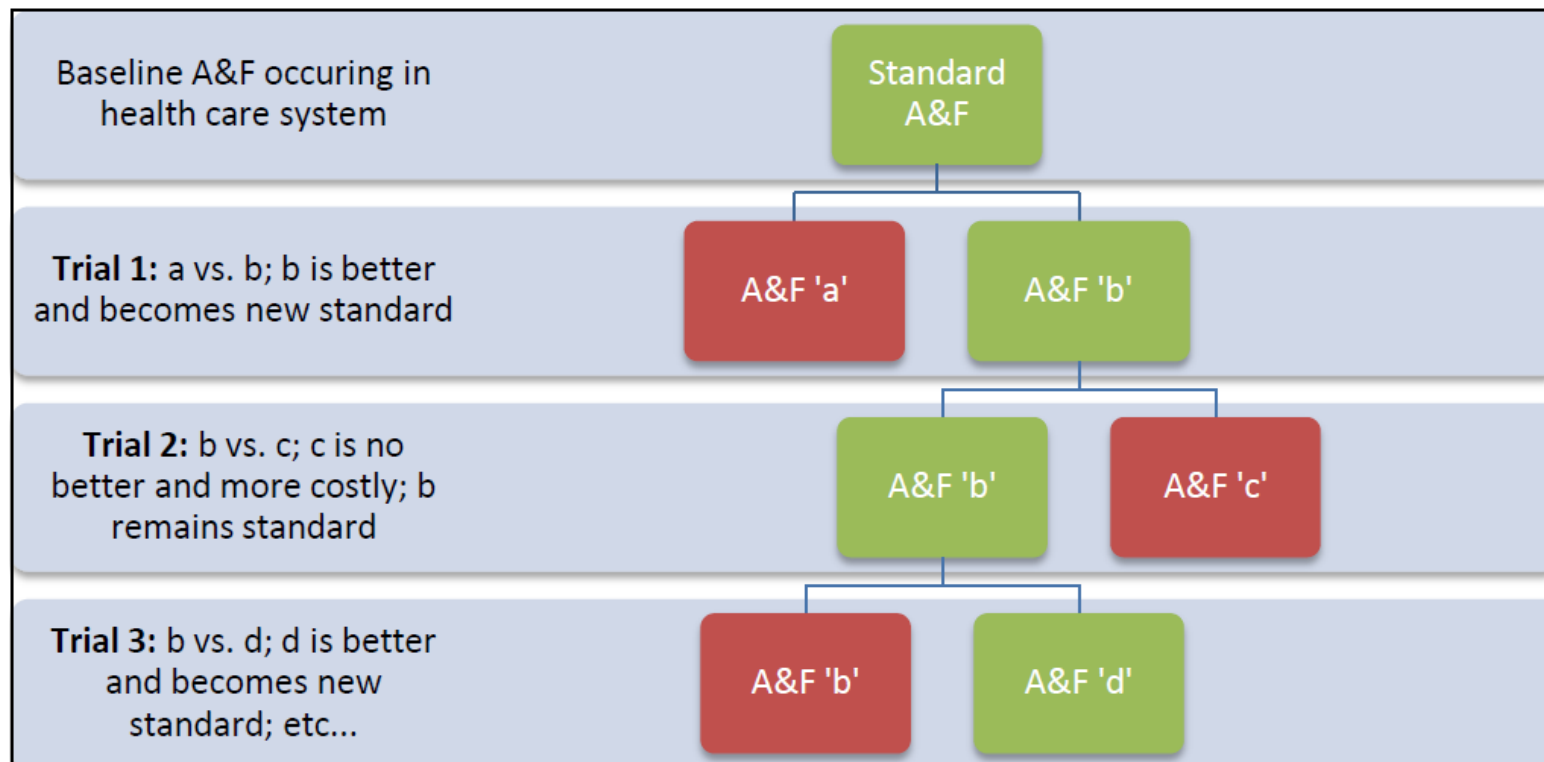 Baseline A&F occuring in
health care system
Standard
A&F
Trial 1: a vs. b; b is better
and becomes new standard
A&F 'a'
A&F 'b'
Trial 2: b vs. c; c is no
better and more costly; b
remains standard
A&F 'b'
A&F 'c'
Trial 3: b vs. d; d is better
and becomes new
standard; etc...
A&F 'b'
A&F 'd'